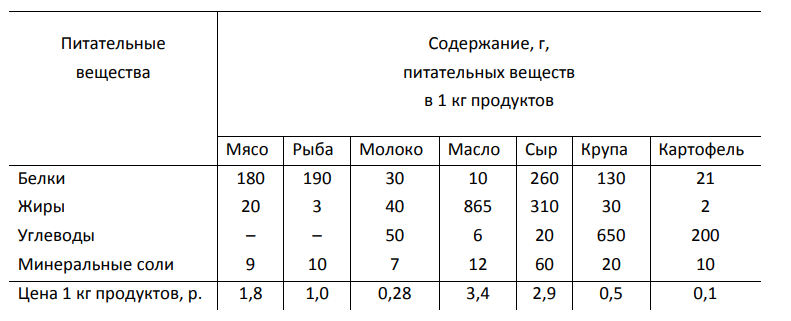 Питательные Содержание, г,
вещества питательных веществ
в 1 кг продуктов
Мясо Рыба Молоко Масло Сыр Крупа Картофель
Белки 180 190 30 10 260 130 21
Жиры 20 3 40 865 310 30 2
Углеводы – – 50 6 20 650 200
Минеральные соли 9 10 7 12 60 20 10
Цена 1 кг продуктов, р. 1,8 1,0 0,28 3,4 2,9 0,5 0,1